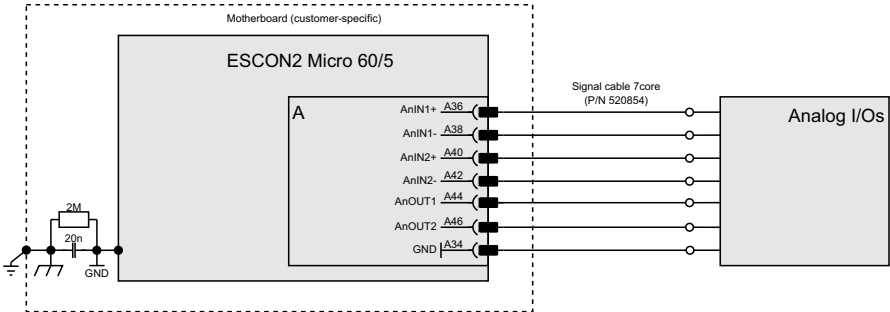 Motherboard (customer-specific)
ESCON2 Micro 60/5
Signal cable 7core
(P/N 520854)
A
Analog I/Os
AnIN1+ A36
AnIN1- A38
AnIN2+ A40
AnIN2- A42
AnOUT1 A44
AnOUT2 A46
GND A34
2M
20n
GND